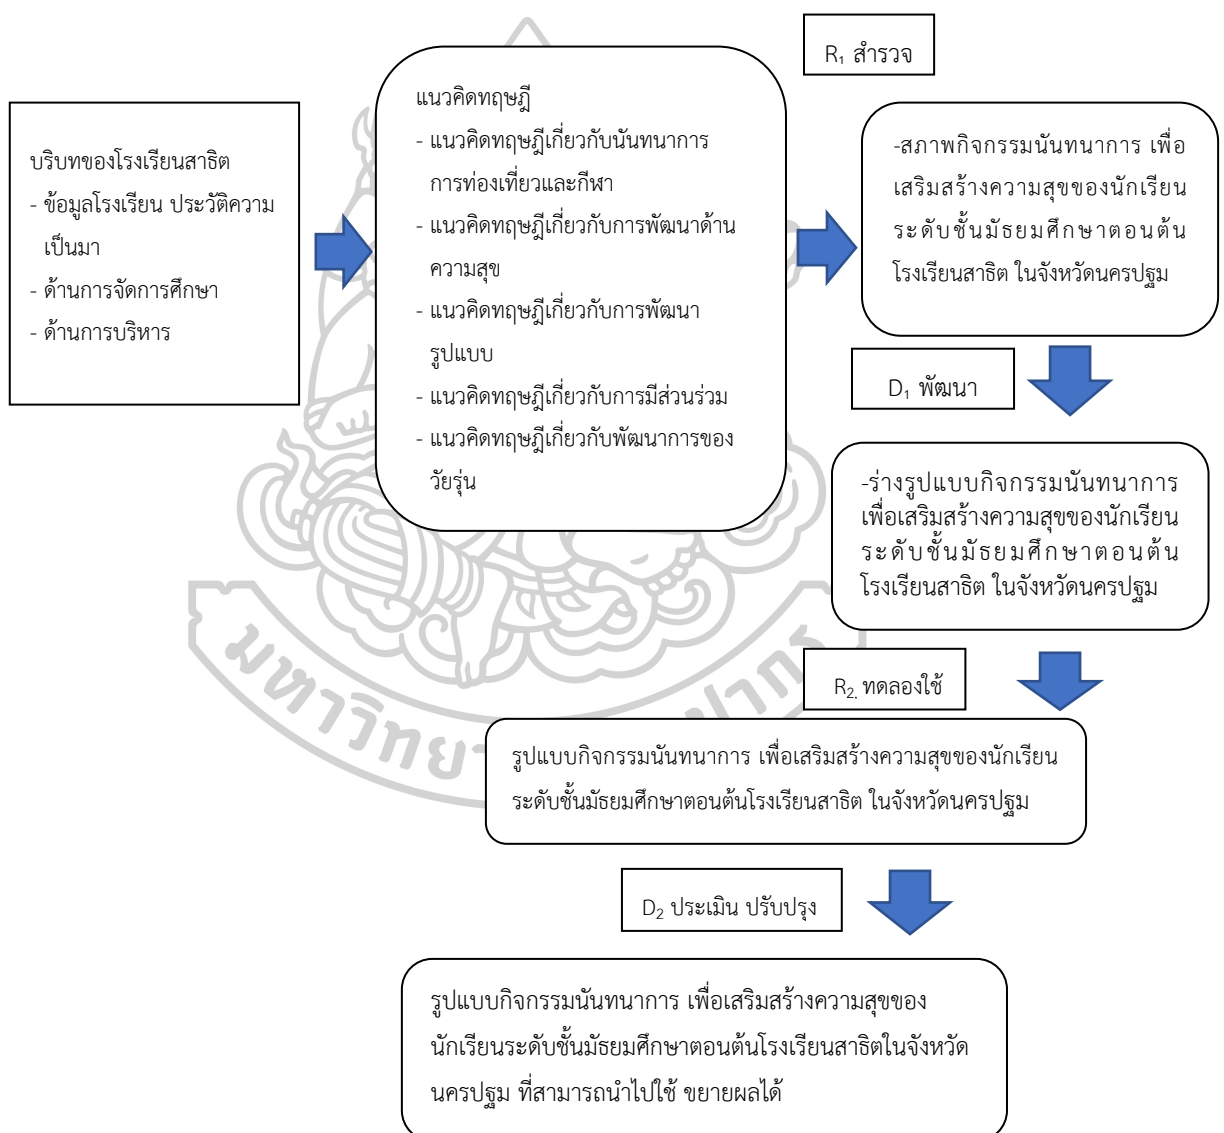 บริบทของโรงเรียนสาธิต
- ข้อมูลโรงเรียน ประวัติความ
เป็นมา
- ด้านการจัดการศึกษา
- ด้านการบริหาร
แนวคิดทฤษฎี
- แนวคิดทฤษฎีเกี่ยวกับนันทนาการ
การท่องเที่ยวและกีฬา
- แนวคิดทฤษฎีเกี่ยวกับการพัฒนาด้าน
ความสุข
- แนวคิดทฤษฎีเกี่ยวกับการพัฒนา
รูปแบบ
- แนวคิดทฤษฎีเกี่ยวกับการมีส่วนร่วม
- แนวคิดทฤษฎีเกี่ยวกับพัฒนาการของ
วัยรุ่น
R₁ สำรวจ
-สภาพกิจกรรมนันทนาการ เพื่อ
เสริมสร้างความสุขของนักเรียน
ระดับชั้นมัธยมศึกษาตอนต้น
โรงเรียนสาธิต ในจังหวัดนครปฐม
D₁ พัฒนา
-ร่างรูปแบบกิจกรรมนันทนาการ
เพื่อเสริมสร้างความสุขของนักเรียน
ระดับชั้นมัธยมศึกษาตอนต้น
โรงเรียนสาธิต ในจังหวัดนครปฐม
R₂. ทดลองใช้
รูปแบบกิจกรรมนันทนาการ เพื่อเสริมสร้างความสุขของนักเรียน
ระดับชั้นมัธยมศึกษาตอนต้นโรงเรียนสาธิต ในจังหวัดนครปฐม
D₂ ประเมิน ปรับปรุง
รูปแบบกิจกรรมนันทนาการ เพื่อเสริมสร้างความสุขของ
นักเรียนระดับชั้นมัธยมศึกษาตอนต้นโรงเรียนสาธิตในจังหวัด
นครปฐม ที่สามารถนำไปใช้ ขยายผลได้